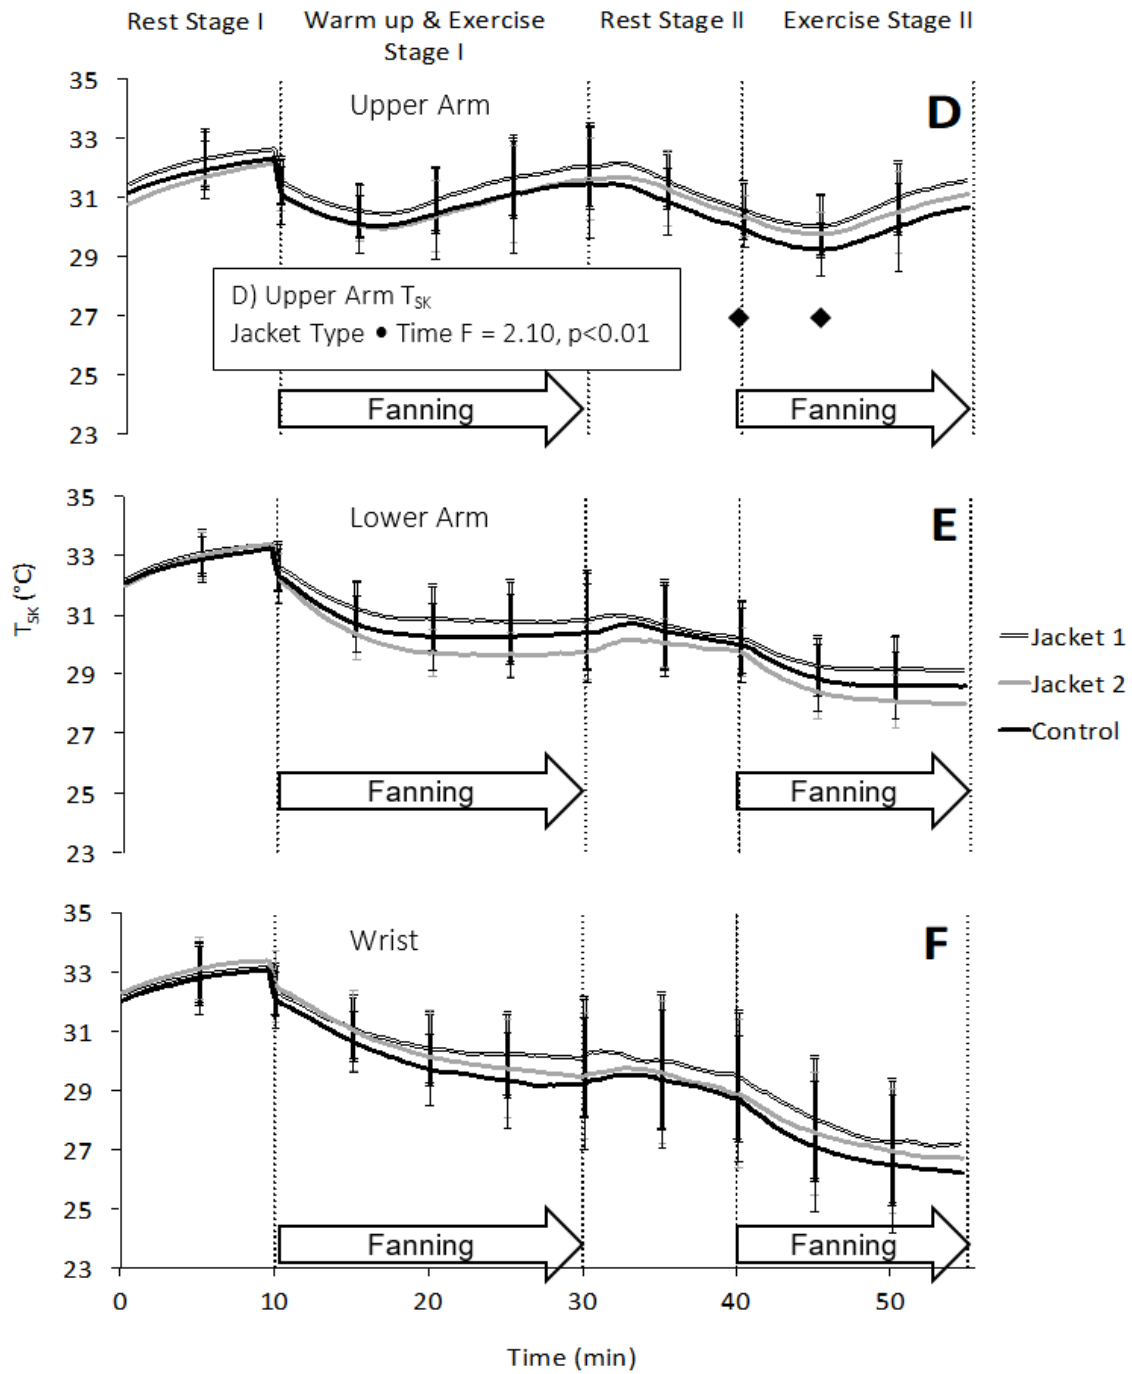 Rest Stage I
Warm up & Exercise
Stage I
Rest Stage II
Exercise Stage II
35
33
31
29
27
25
23
Upper Arm
D
D) Upper Arm TSK
Jacket Type • Time F = 2.10, p<0.01
Fanning
Fanning
35
33
31
29
27
25
23
Lower Arm
E
TSK (°C)
Fanning
Fanning
Jacket 1
Jacket 2
Control
35
33
31
29
27
25
23
Wrist
F
Fanning
Fanning
0
10
20
30
40
50
Time (min)